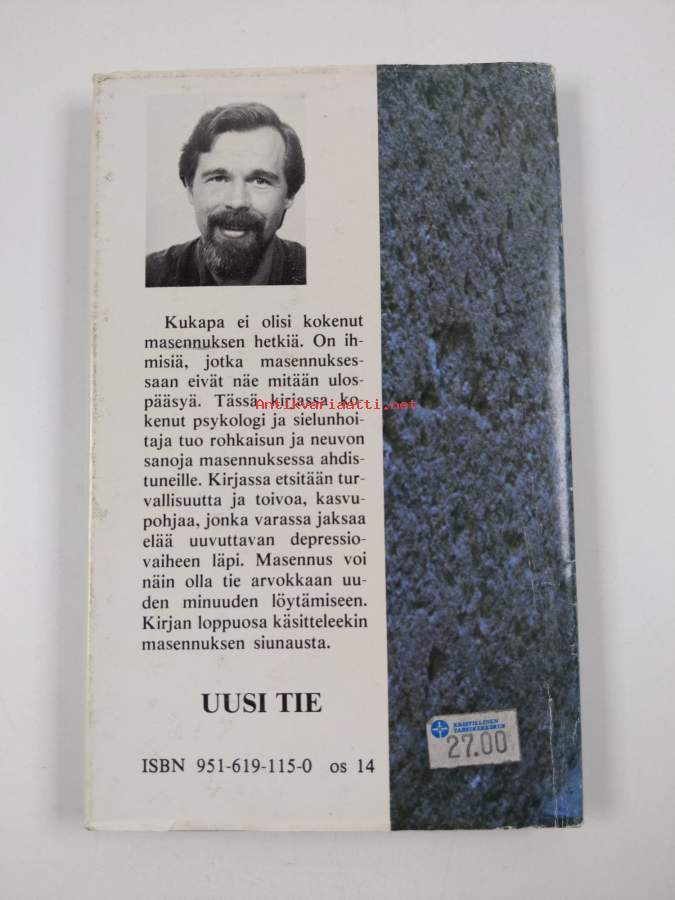 Kukapa ei olisi kokenut
masennuksen hetkiä. On ih-
misiä, jotka masennukses-
saan eivät näe mitään ulos-
pääsyä. Tässä kirjassa ko-
kenut psykologi ja sielunhoi-
taja tuo rohkaisun ja neuvon
sanoja masennuksessa ahdis-
tuneille. Kirjassa etsitään tur-
vallisuutta ja toivoa, kasvu-
pohjaa, jonka varassa jaksaa
elää uuvuttavan depressio-
vaiheen läpi. Masennus voi
näin olla tie arvokkaan uu-
den minuuden löytämiseen.
Kirjan loppuosa käsitteleekin
masennuksen siunausta.
Antikvariaatti.net
UUSI TIE
KRISTILLINEN
27.00
ISBN 951-619-115-0 os 14